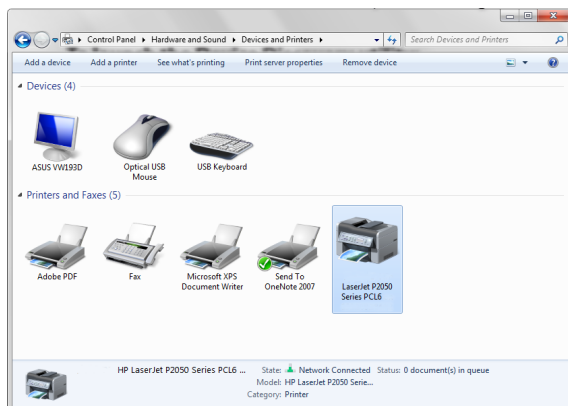 Control Panel ▸ Hardware and Sound ▸ Devices and Printers ▸
Search Devices and Printers
Add a device Add a printer See what's printing Print server properties Remove device
Devices (4)
ASUS VW193D
Optical USB
Mouse
USB Keyboard
Printers and Faxes (5)
Adobe PDF
Fax
Microsoft XPS
Document Writer
Send To
OneNote 2007
LaserJet P2050
Series PCL6
HP LaserJet P2050 Series PCL6 ... State: Network Connected Status: 0 document(s) in queue
Model: HP LaserJet P2050 Serie...
Category: Printer